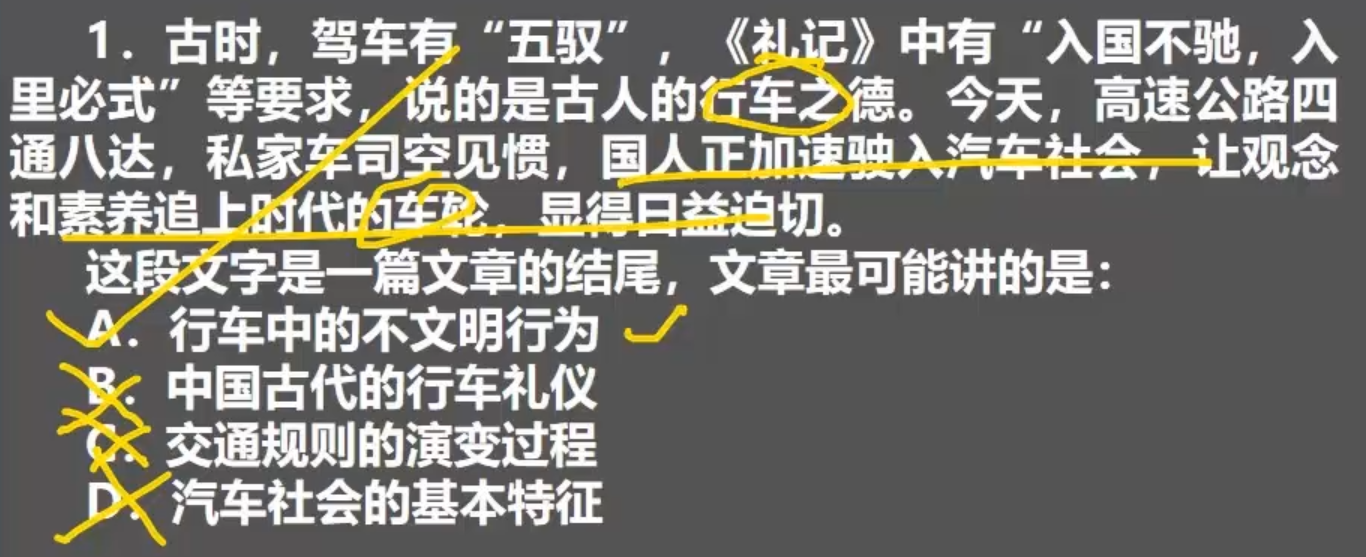 1．古时，驾车有“五驭”，《礼记》中有“入国不驰，入
里必式”等要求，说的是古人的行车之德。今天，高速公路四
通八达，私家车司空见惯，国人正加速驶入汽车社会，让观念
和素养追上时代的车轮，显得日益迫切。
这段文字是一篇文章的结尾，文章最可能讲的是：
A．行车中的不文明行为
B．中国古代的行车礼仪
C．交通规则的演变过程
D．汽车社会的基本特征